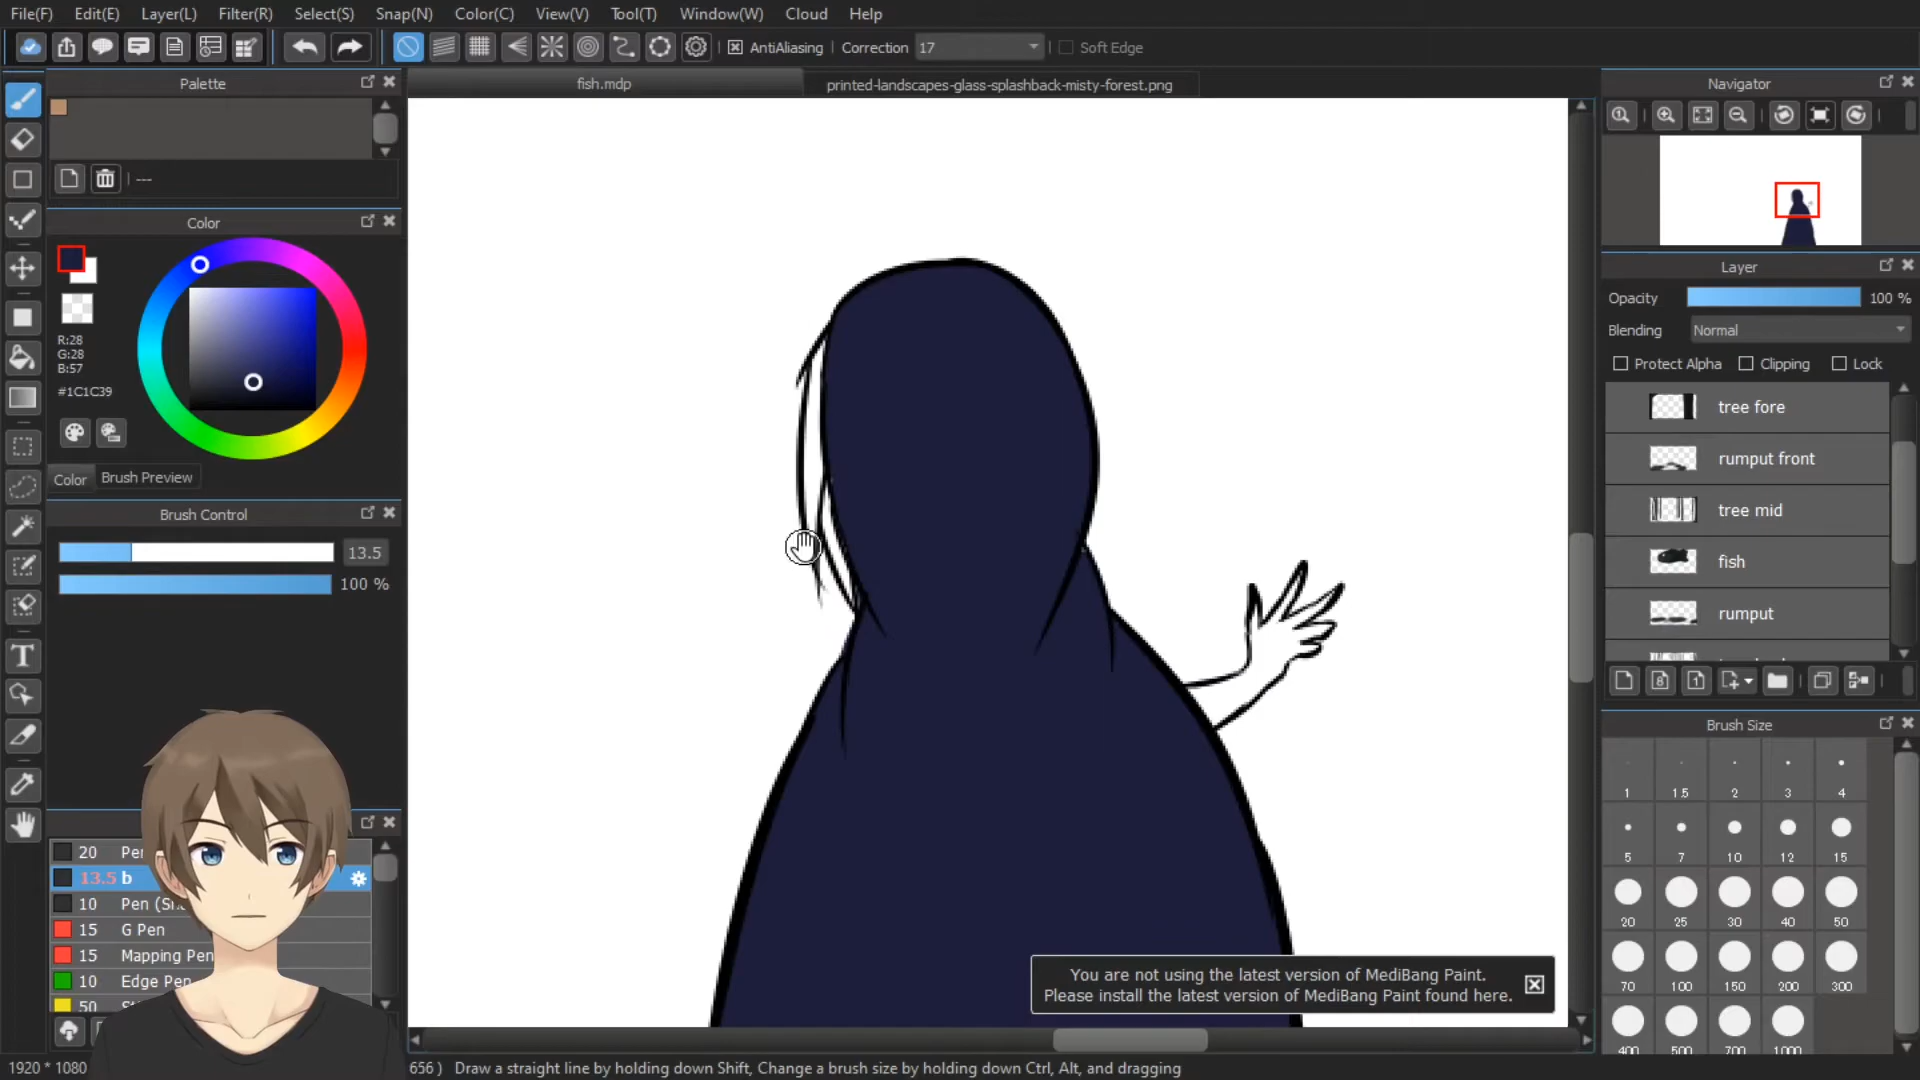 File(F) Edit(E) Layer(L) Filter(R) Select(S) Snap(N) Color(C) View(V) Tool(T) Window(W) Cloud Help
AntiAliasing Correction 17 Soft Edge
Palette
fish.mdp printed-landscapes-glass-splashback-misty-forest.png
Navigator
---
Color
R:28
G:28
B:57
#1C1C39
Color Brush Preview
Brush Control
13.5
100 %
20
13.5 b
10 Pen
15 G Pen
15 Mapping Pen
10 Edge Pen
50
Layer
Opacity 100 %
Blending Normal
Protect Alpha Clipping Lock
tree fore
rumput front
tree mid
fish
rumput
Brush Size
1 1.5 2 3 4
5 7 10 12 15
20 25 30 40 50
70 100 150 200 300
400 500 700 1000
You are not using the latest version of MediBang Paint.
Please install the latest version of MediBang Paint found here.
1920 * 1080 656 ) Draw a straight line by holding down Shift, Change a brush size by holding down Ctrl, Alt, and dragging